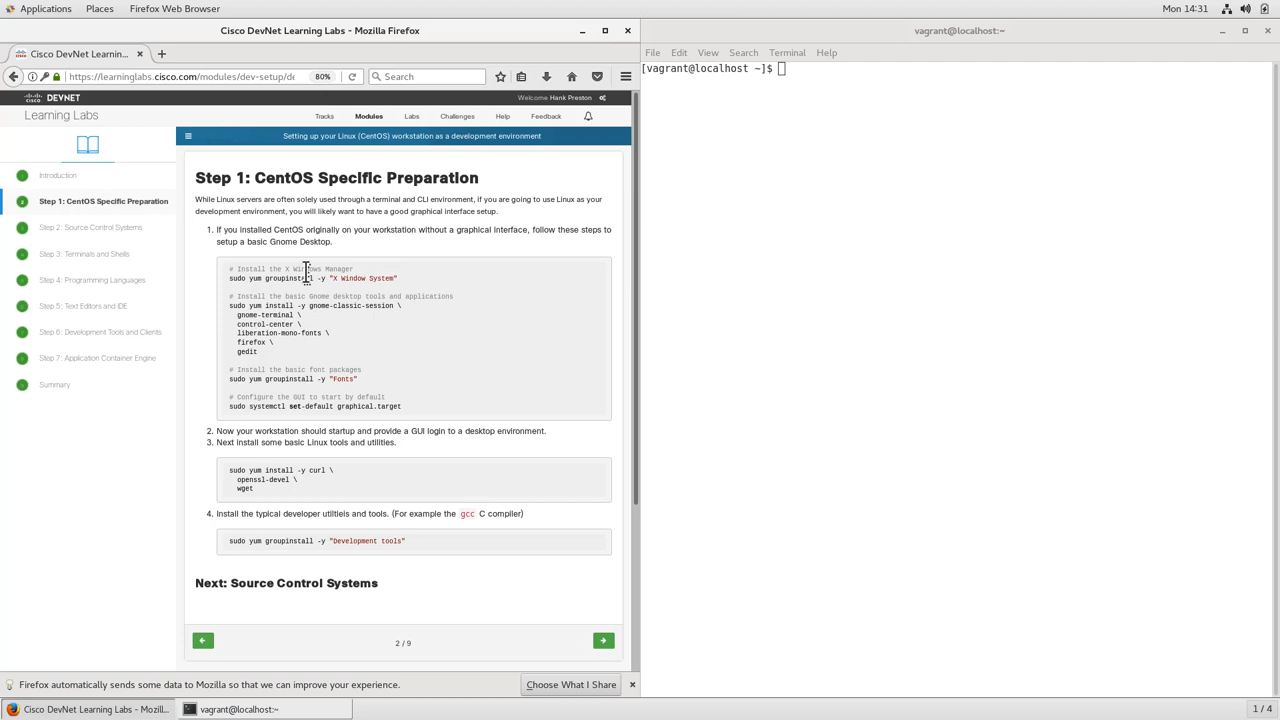 Applications Places Firefox Web Browser Mon 14:31
Cisco DevNet Learning Labs - Mozilla Firefox
Cisco DevNet Learnin...
https://learninglabs.cisco.com/modules/dev-setup/de 80% Search
CISCO DEVNET Welcome Hank Preston
Learning Labs Tracks Modules Labs Challenges Help Feedback
Setting up your Linux (CentOS) workstation as a development environment
Introduction
2 Step 1: CentOS Specific Preparation
Step 2: Source Control Systems
Step 3: Terminals and Shells
Step 4: Programming Languages
Step 5: Text Editors and IDE
Step 6: Development Tools and Clients
Step 7: Application Container Engine
Summary
Step 1: CentOS Specific Preparation
While Linux servers are often solely used through a terminal and CLI environment, if you are going to use Linux as your
development environment, you will likely want to have a good graphical interface setup.
1. If you installed CentOS originally on your workstation without a graphical interface, follow these steps to
setup a basic Gnome Desktop.
# Install the X Windows Manager
sudo yum groupinstall -y "X Window System"
# Install the basic Gnome desktop tools and applications
sudo yum install -y gnome-classic-session \
gnome-terminal \
control-center \
liberation-mono-fonts \
firefox \
gedit
# Install the basic font packages
sudo yum groupinstall -y "Fonts"
# Configure the GUI to start by default
sudo systemctl set-default graphical.target
2. Now your workstation should startup and provide a GUI login to a desktop environment.
3. Next install some basic Linux tools and utilities.
sudo yum install -y curl \
openssl-devel \
wget
4. Install the typical developer utiltieis and tools. (For example the gcc C compiler)
sudo yum groupinstall -y "Development tools"
Next: Source Control Systems
2 / 9
Firefox automatically sends some data to Mozilla so that we can improve your experience. Choose What I Share
vagrant@localhost:~
File Edit View Search Terminal Help
[vagrant@localhost ~]$
Cisco DevNet Learning Labs - Mozill... vagrant@localhost:~ 1 / 4